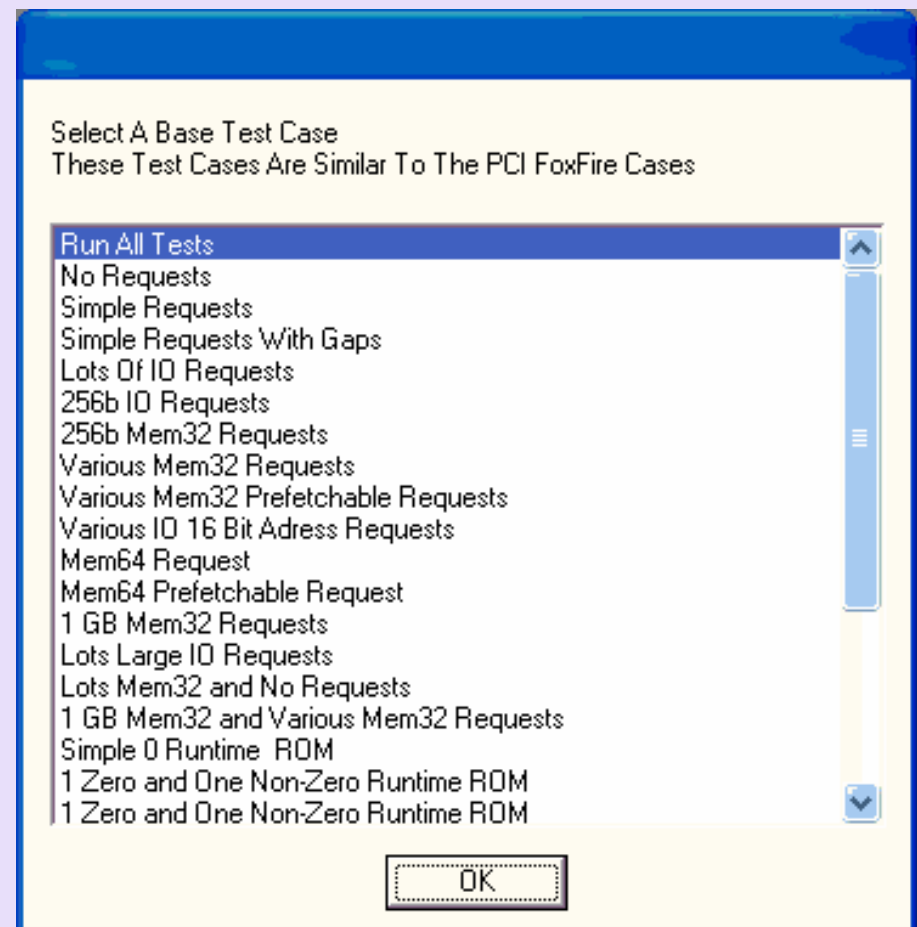 Select A Base Test Case
These Test Cases Are Similar To The PCI FoxFire Cases
Run All Tests
No Requests
Simple Requests
Simple Requests With Gaps
Lots Of IO Requests
256b IO Requests
256b Mem32 Requests
Various Mem32 Requests
Various Mem32 Prefetchable Requests
Various IO 16 Bit Adress Requests
Mem64 Request
Mem64 Prefetchable Request
1 GB Mem32 Requests
Lots Large IO Requests
Lots Mem32 and No Requests
1 GB Mem32 and Various Mem32 Requests
Simple 0 Runtime  ROM
1 Zero and One Non-Zero Runtime ROM
1 Zero and One Non-Zero Runtime ROM
OK